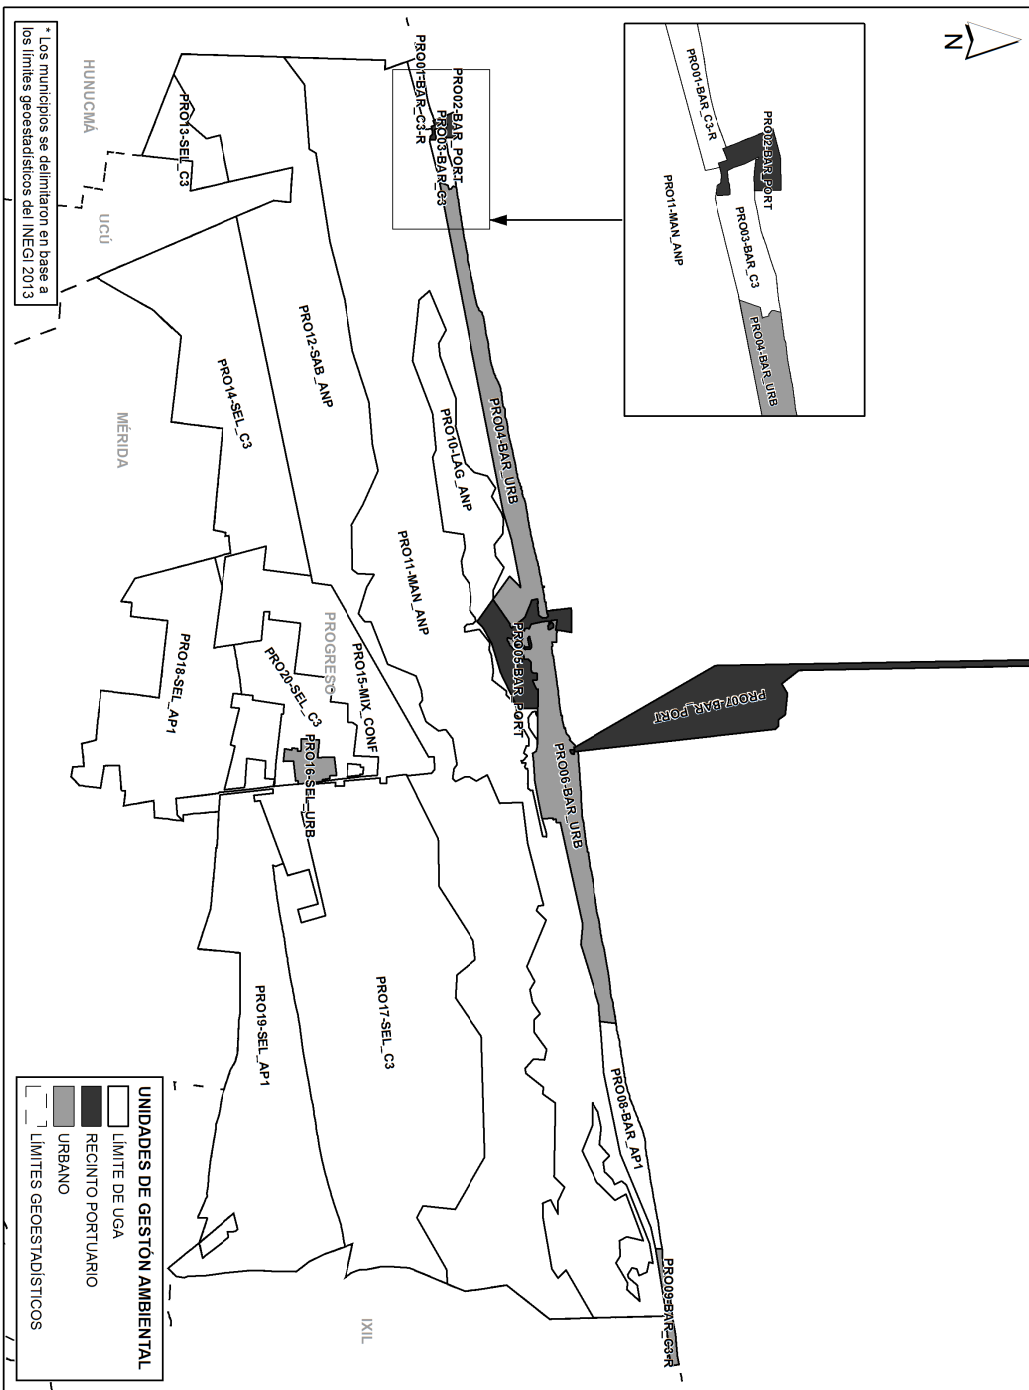 N
PRO01-BAR_C3-R
PRO02-BAR_PORT
PRO03-BAR_C3
PRO11-MAN_ANP
PRO04-BAR_URB
PRO01-BAR_C3-R
PRO02-BAR_PORT
PRO03-BAR_C3
PRO04-BAR_URB
PRO05-BAR_PORT
PRO06-BAR_URB
PRO07-BAR_PORT
PRO08-BAR_AP1
PRO09-BAR_C3-R
PRO10-LAG_ANP
PRO11-MAN_ANP
PRO12-SAB_ANP
PRO13-SEL_C3
PRO14-SEL_C3
PRO15-MIX_CONF
PRO16-SEL_URB
PRO17-SEL_C3
PRO18-SEL_AP1
PRO19-SEL_AP1
PRO20-SEL_C3
HUNUCMÁ
UCÚ
MÉRIDA
PROGRESO
IXIL
* Los municipios se delimitaron en base a
los límites geoestadísticos del INEGI 2013
UNIDADES DE GESTÓN AMBIENTAL
LÍMITE DE UGA
RECINTO PORTUARIO
URBANO
LÍMITES GEOESTADÍSTICOS